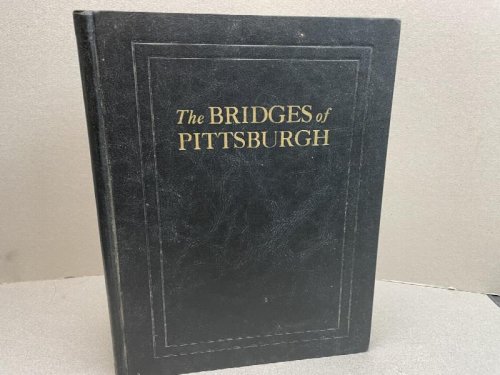 The BRIDGES of
PITTSBURGH